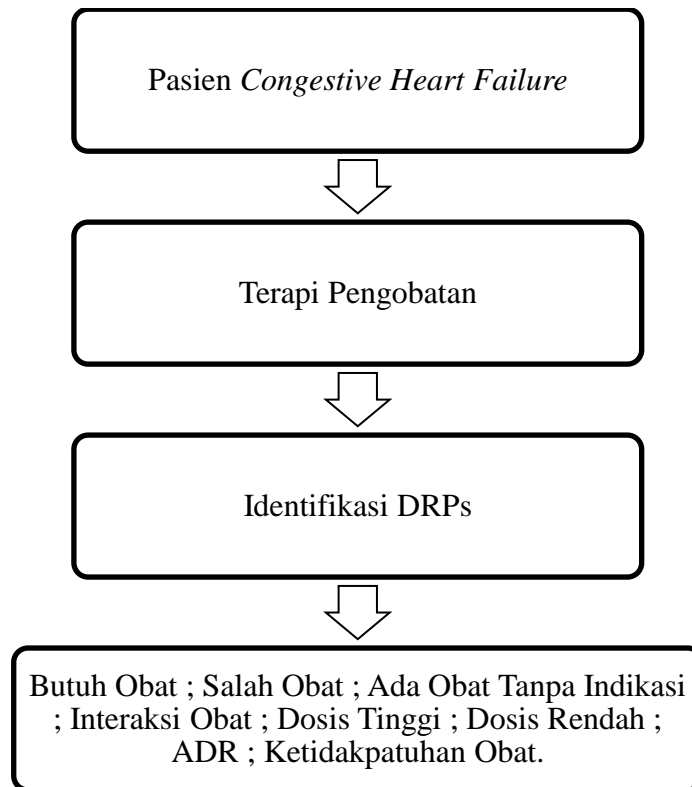 Pasien Congestive Heart Failure
Terapi Pengobatan
Identifikasi DRPs
Butuh Obat ; Salah Obat ; Ada Obat Tanpa Indikasi
; Interaksi Obat ; Dosis Tinggi ; Dosis Rendah ;
ADR ; Ketidakpatuhan Obat.